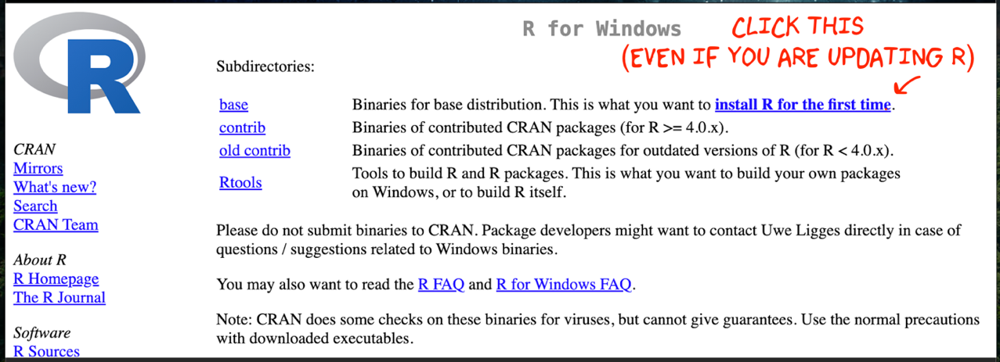 R for Windows
CLICK THIS
(EVEN IF YOU ARE UPDATING R)
R
Subdirectories:
base Binaries for base distribution. This is what you want to install R for the first time.
contrib Binaries of contributed CRAN packages (for R >= 4.0.x).
old contrib Binaries of contributed CRAN packages for outdated versions of R (for R < 4.0.x).
Rtools Tools to build R and R packages. This is what you want to build your own packages
on Windows, or to build R itself.
Please do not submit binaries to CRAN. Package developers might want to contact Uwe Ligges directly in case of
questions / suggestions related to Windows binaries.
You may also want to read the R FAQ and R for Windows FAQ.
Note: CRAN does some checks on these binaries for viruses, but cannot give guarantees. Use the normal precautions
with downloaded executables.
CRAN
Mirrors
What's new?
Search
CRAN Team
About R
R Homepage
The R Journal
Software
R Sources